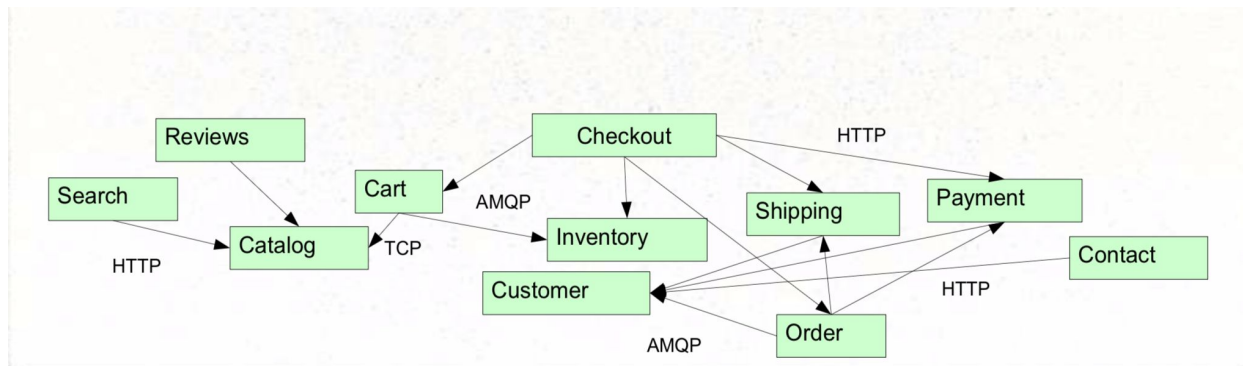 Reviews
Checkout
HTTP
Search
Cart
AMQP
Shipping
Payment
Catalog
TCP
Inventory
Contact
HTTP
Customer
HTTP
Order
AMQP